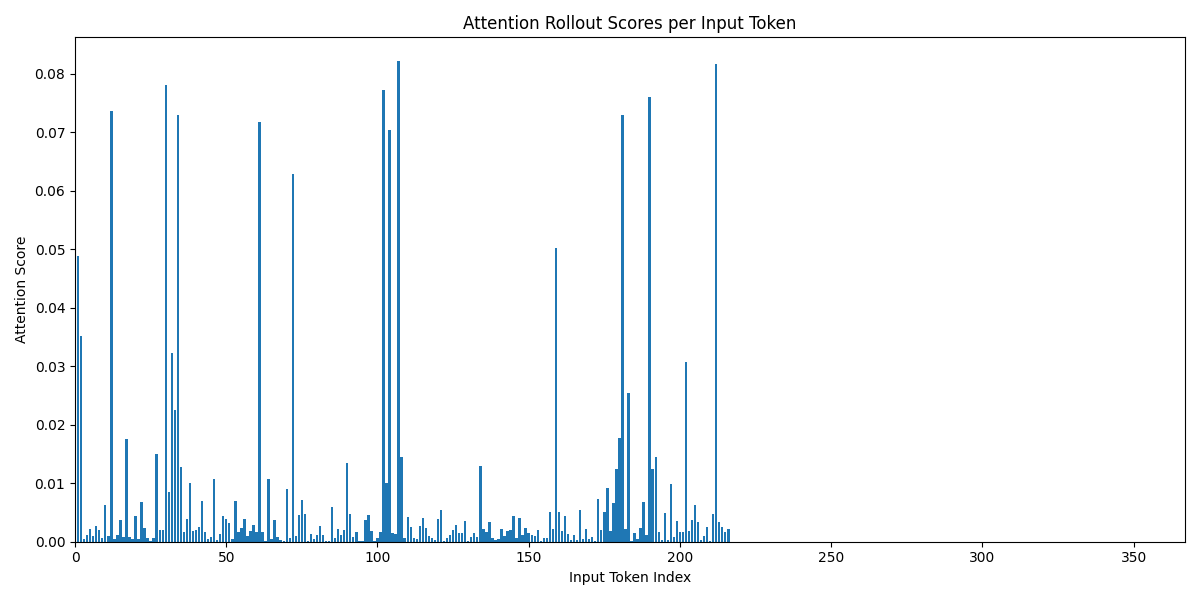 Attention Rollout Scores per Input Token
0.08
0.07
0.06
0.05
0.04
0.03
0.02
0.01
0.00
Attention Score
0 50 100 150 200 250 300 350
Input Token Index